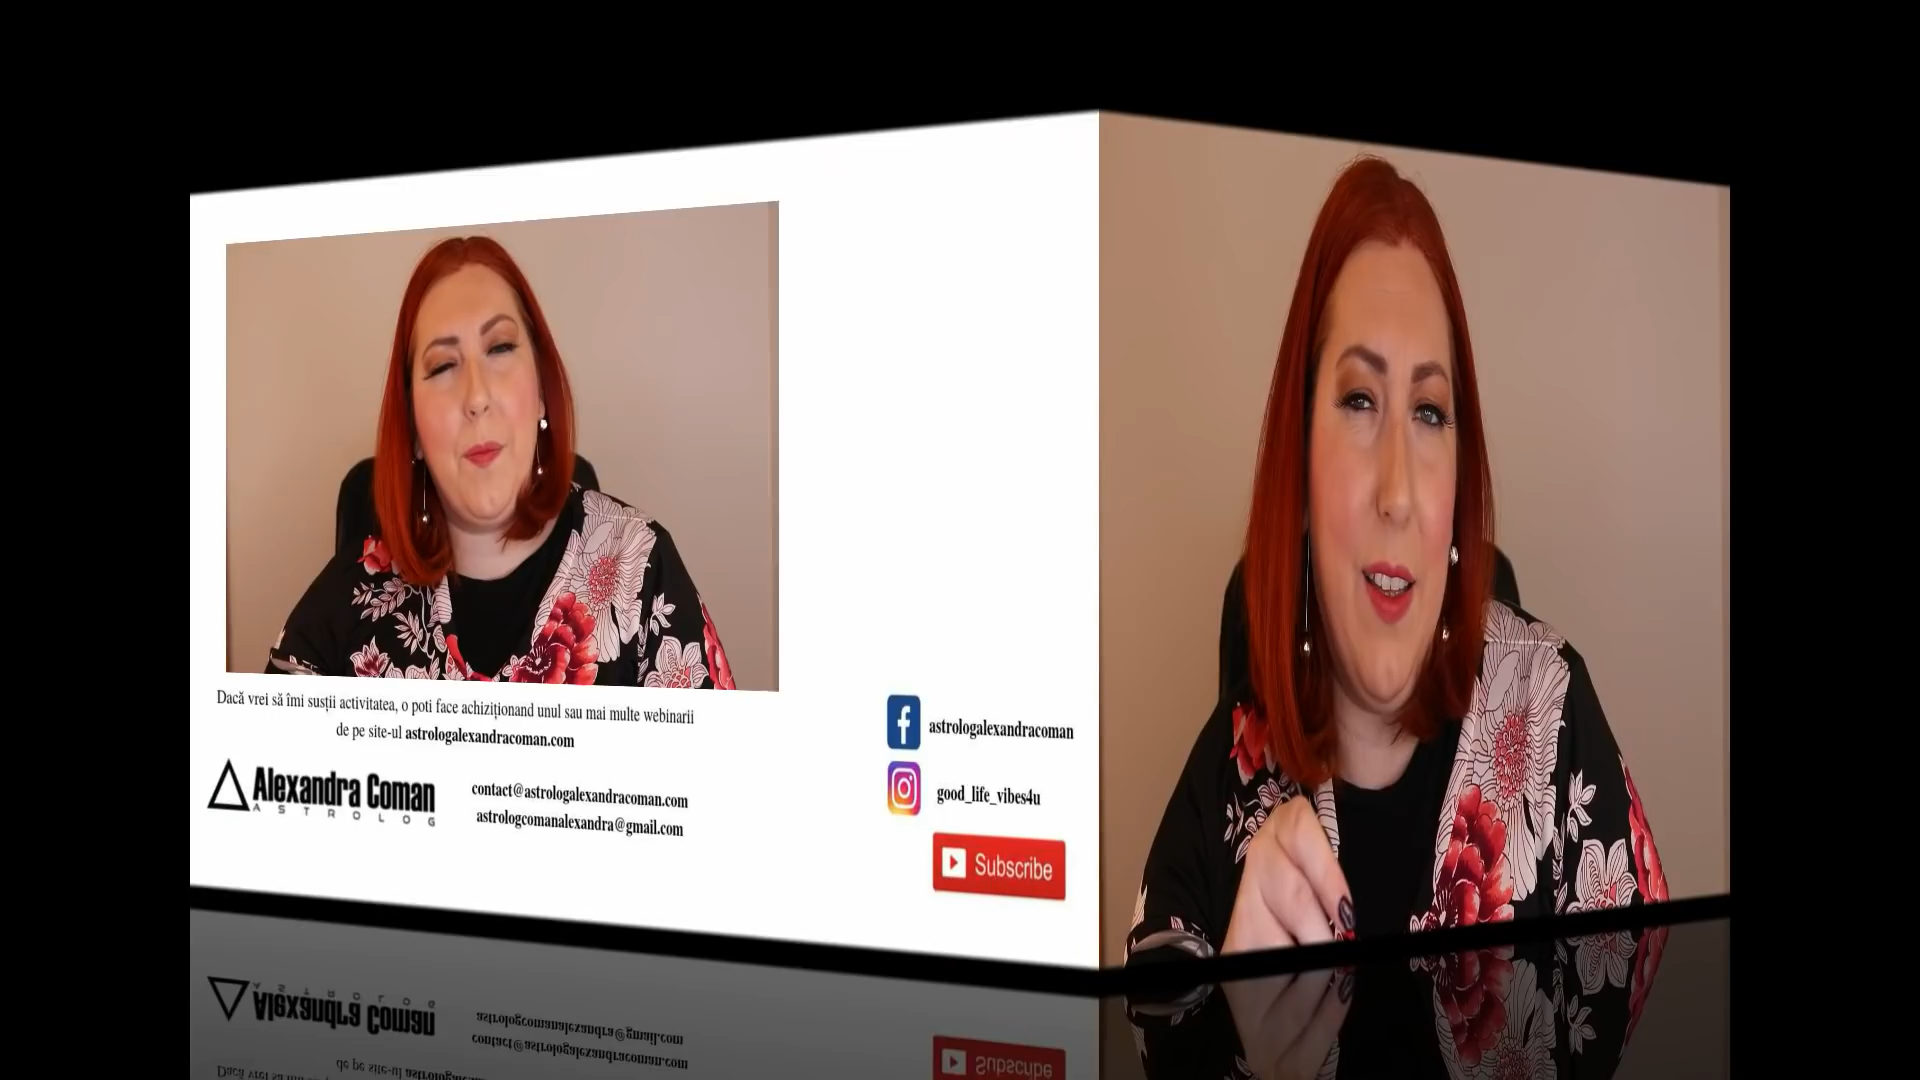 Dacă vrei să îmi susții activitatea, o poti face achiziționand unul sau mai multe webinarii
de pe site-ul astrologalexandracoman.com
Alexandra Coman
ASTROLOG
contact@astrologalexandracoman.com
astrologcomanalexandra@gmail.com
astrologalexandracoman
good_life_vibes4u
Subscribe